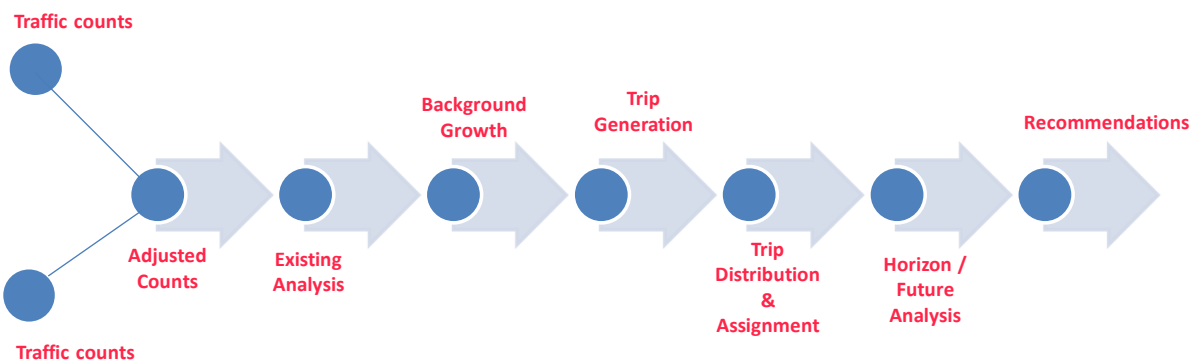 Traffic counts
Traffic counts
Adjusted
Counts
Existing
Analysis
Background
Growth
Trip
Generation
Trip
Distribution
&
Assignment
Horizon /
Future
Analysis
Recommendations